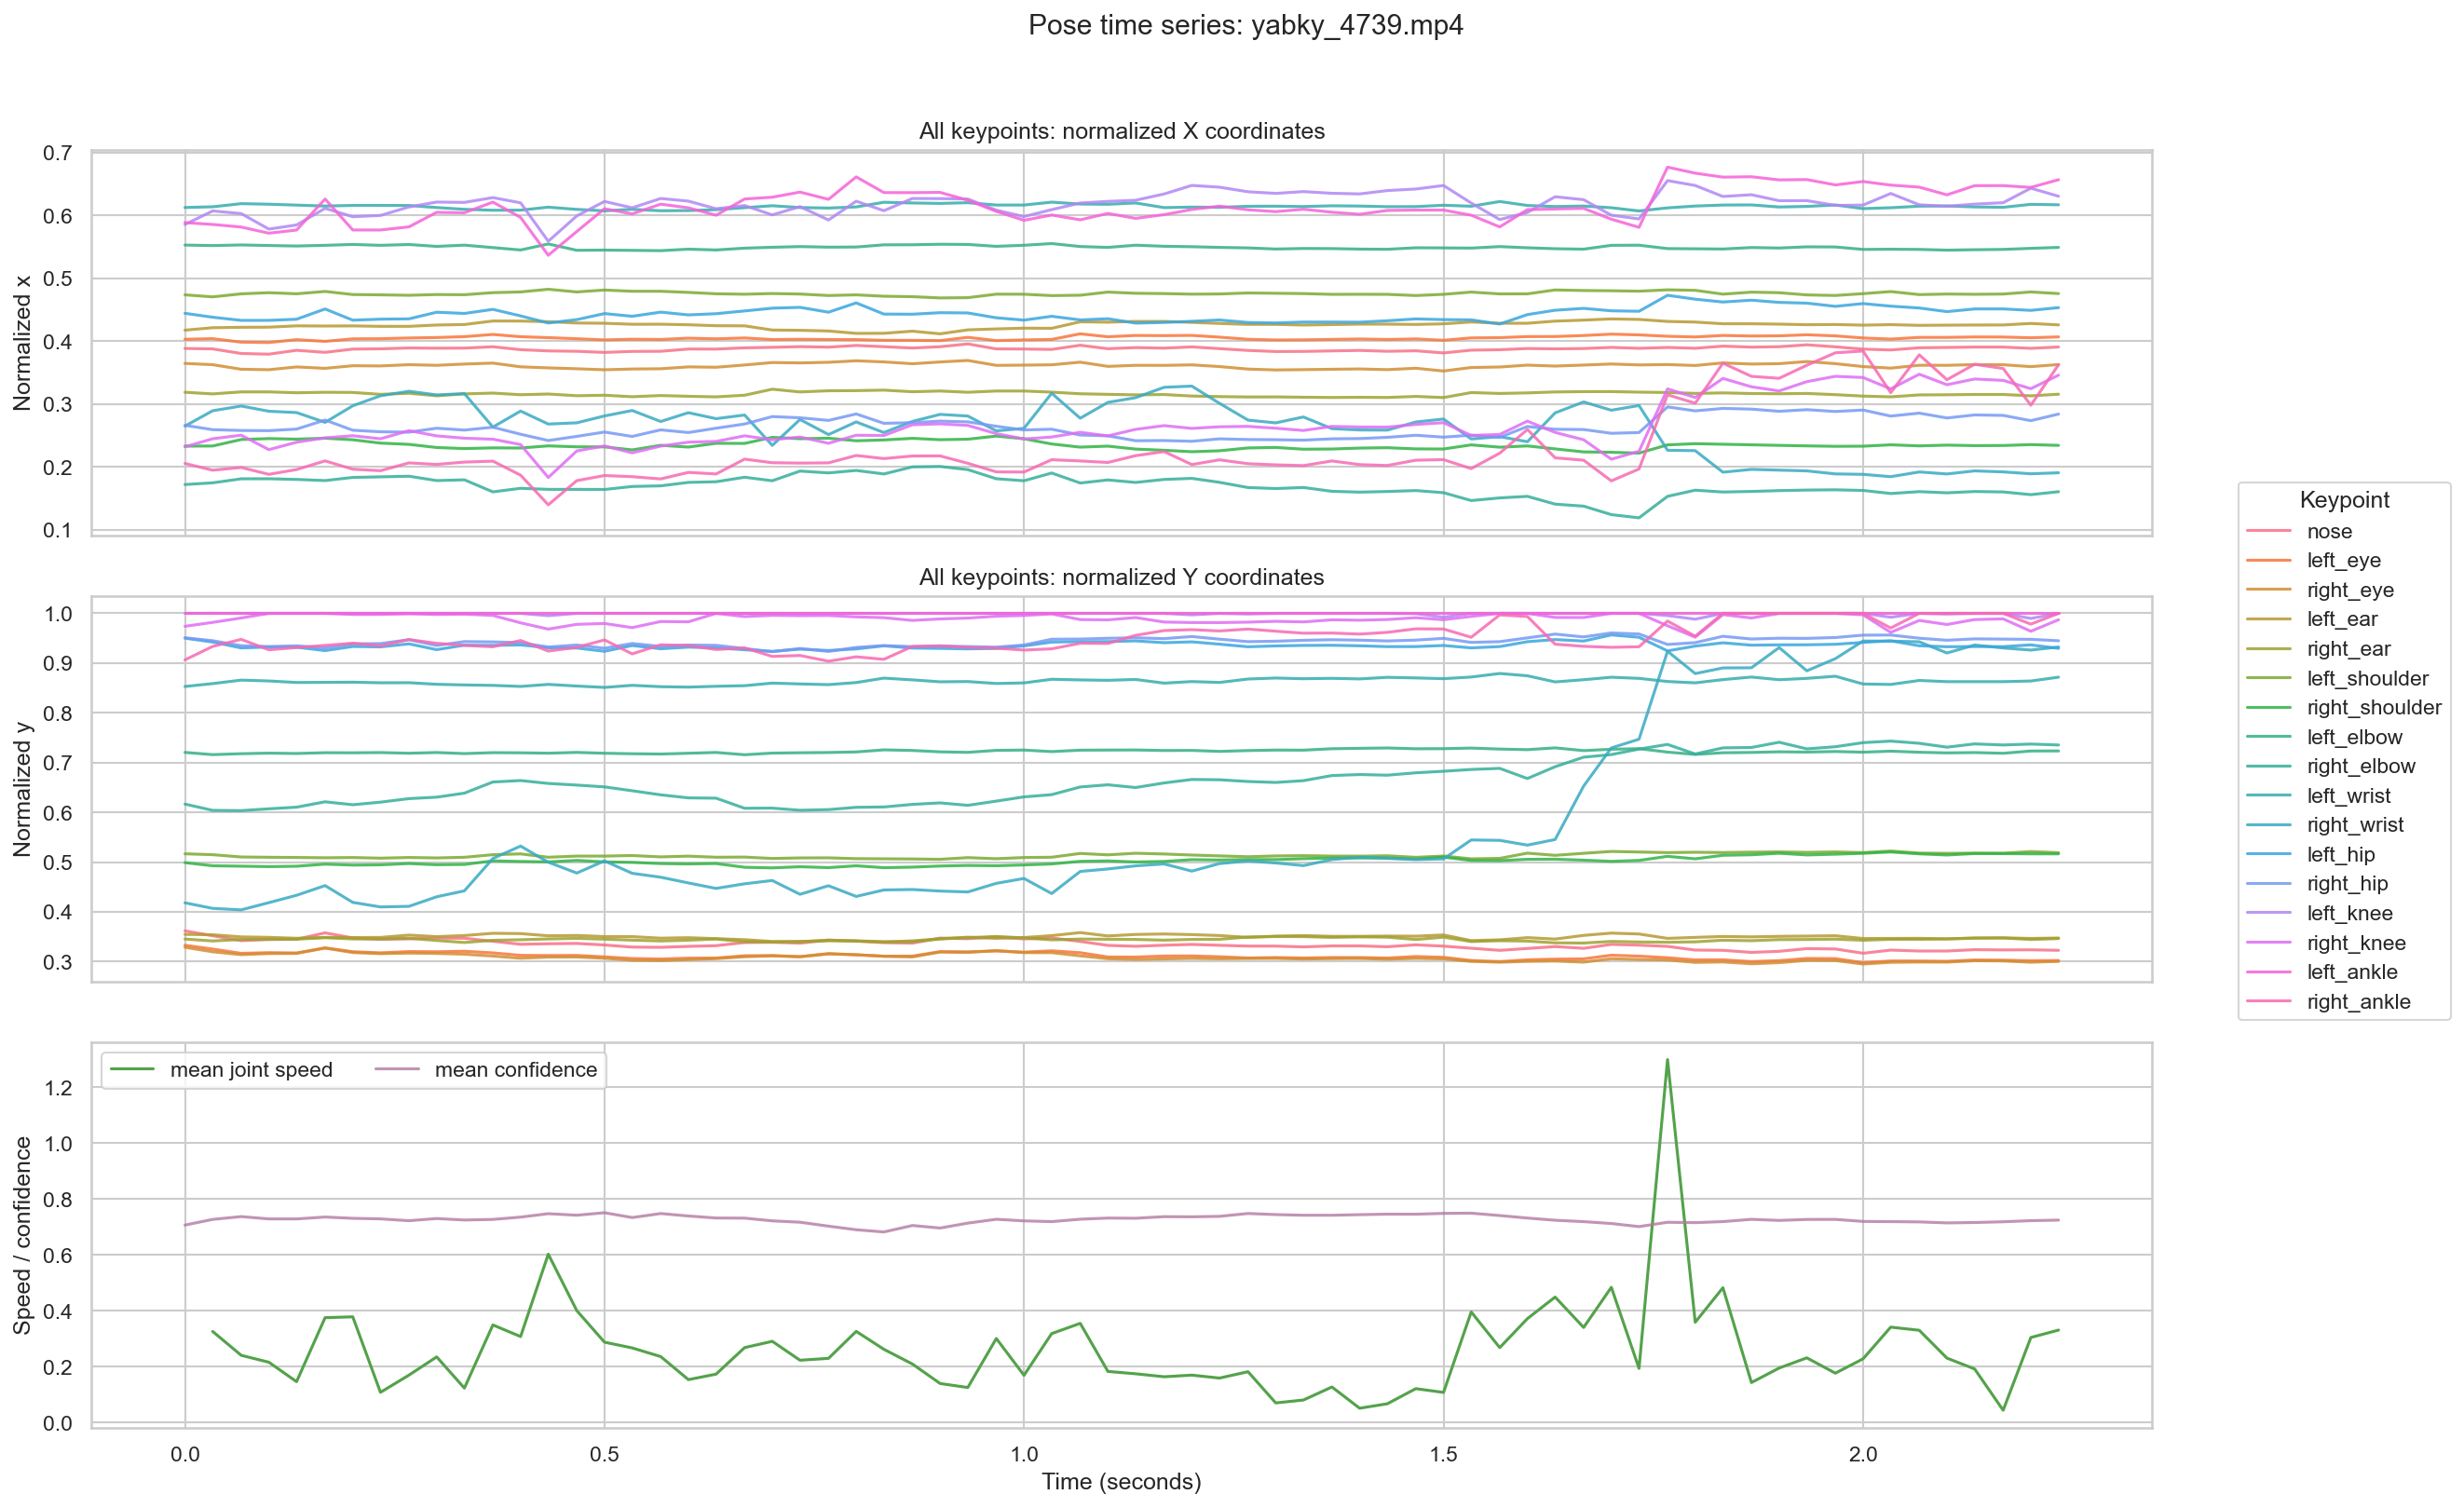 Pose time series: yabky_4739.mp4
All keypoints: normalized X coordinates
Normalized x
0.7
0.6
0.5
0.4
0.3
0.2
0.1
All keypoints: normalized Y coordinates
Normalized y
1.0
0.9
0.8
0.7
0.6
0.5
0.4
0.3
Keypoint
nose
left_eye
right_eye
left_ear
right_ear
left_shoulder
right_shoulder
left_elbow
right_elbow
left_wrist
right_wrist
left_hip
right_hip
left_knee
right_knee
left_ankle
right_ankle
mean joint speed mean confidence
Speed / confidence
1.2
1.0
0.8
0.6
0.4
0.2
0.0
0.0 0.5 1.0 1.5 2.0
Time (seconds)